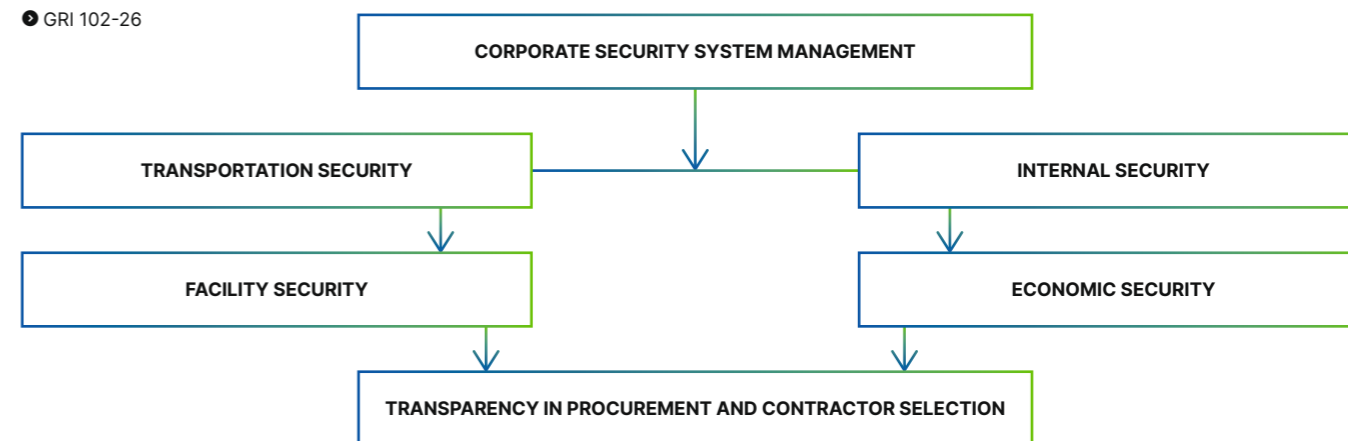 GRI 102-26
CORPORATE SECURITY SYSTEM MANAGEMENT
TRANSPORTATION SECURITY
INTERNAL SECURITY
FACILITY SECURITY
ECONOMIC SECURITY
TRANSPARENCY IN PROCUREMENT AND CONTRACTOR SELECTION